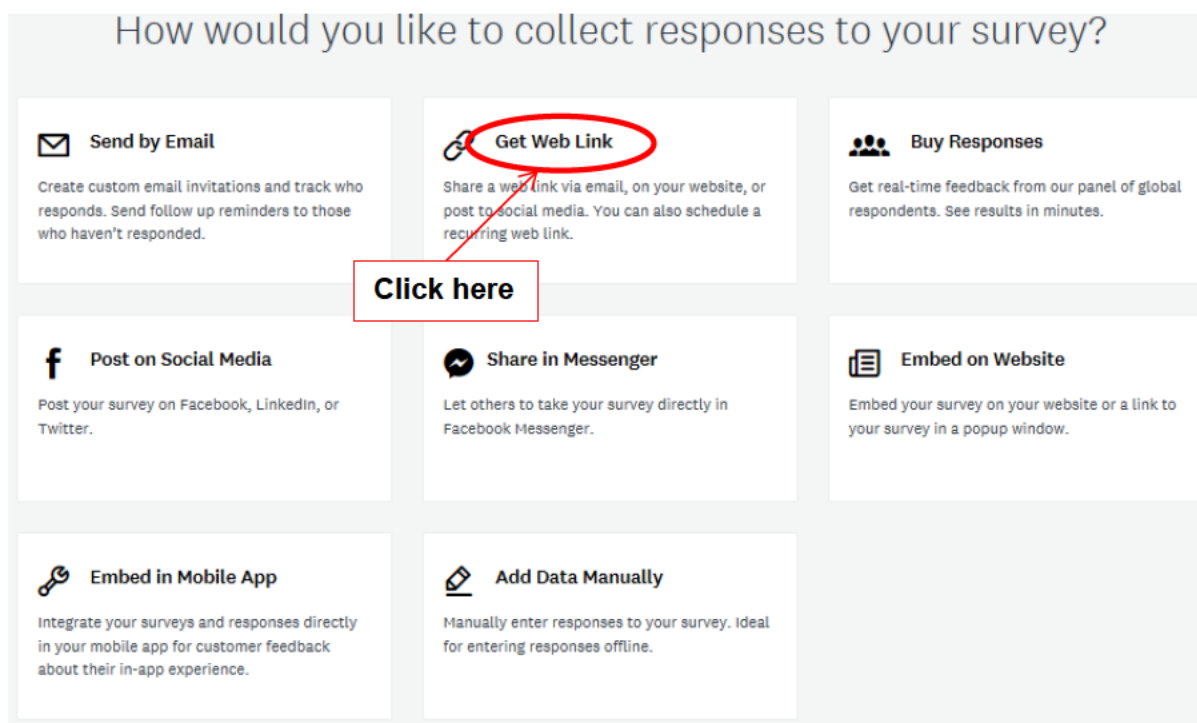 How would you like to collect responses to your survey?
Send by Email
Create custom email invitations and track who
responds. Send follow up reminders to those
who haven't responded.
Get Web Link
Share a web link via email, on your website, or
post to social media. You can also schedule a
recurring web link.
Click here
Buy Responses
Get real-time feedback from our panel of global
respondents. See results in minutes.
Post on Social Media
Post your survey on Facebook, LinkedIn, or
Twitter.
Share in Messenger
Let others to take your survey directly in
Facebook Messenger.
Embed on Website
Embed your survey on your website or a link to
your survey in a popup window.
Embed in Mobile App
Integrate your surveys and responses directly
in your mobile app for customer feedback
about their in-app experience.
Add Data Manually
Manually enter responses to your survey. Ideal
for entering responses offline.